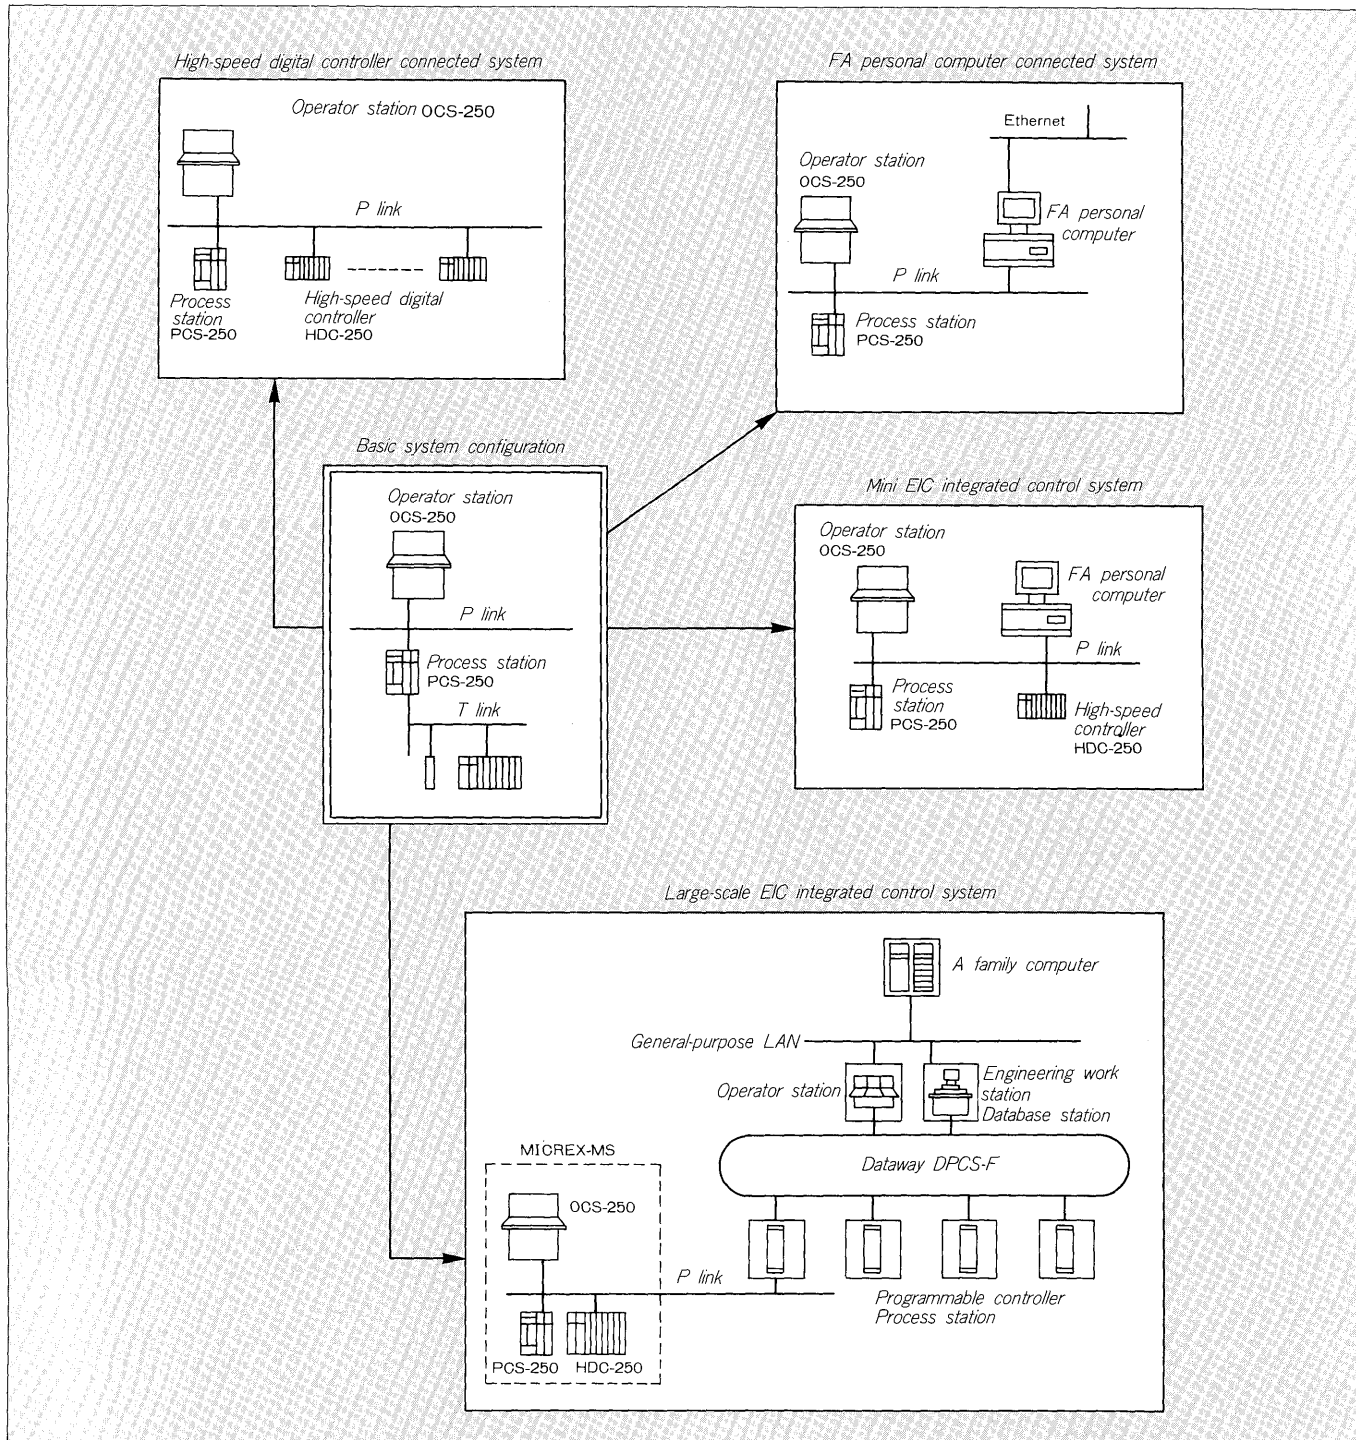 High-speed digital controller connected system
Operator station OCS-250
P link
Process
station
PCS-250
High-speed digital
controller
HDC-250
FA personal computer connected system
Ethernet
Operator station
OCS-250
FA personal
computer
P link
Process station
PCS-250
Basic system configuration
Operator station
OCS-250
P link
Process station
PCS-250
T link
Mini EIC integrated control system
Operator station
OCS-250
FA personal
computer
P link
Process
station
PCS-250
High-speed
controller
HDC-250
Large-scale EIC integrated control system
A family computer
General-purpose LAN
Operator station
Engineering work
station
Database station
Dataway DPCS-F
MICREX-MS
OCS-250
P link
PCS-250
HDC-250
Programmable controller
Process station